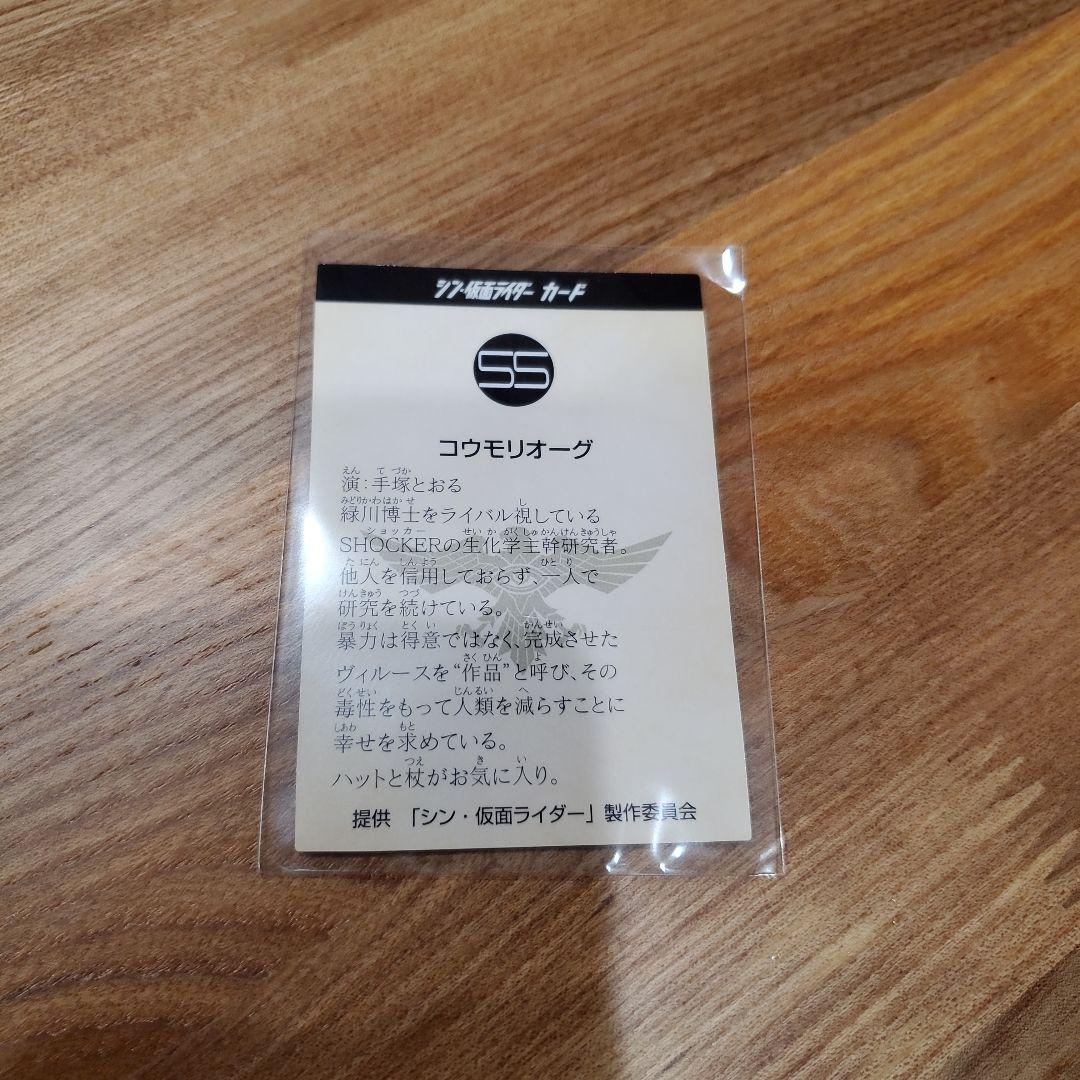 シン・仮面ライダー カード
SS
コウモリオーグ
演：手塚とおる
緑川博士をライバル視している
SHOCKERの生化学主幹研究者。
他人を信用しておらず、一人で
研究を続けている。
暴力は得意ではなく、完成させた
ヴィルースを“作品”と呼び、その
毒性をもって人類を減らすことに
幸せを求めている。
ハットと杖がお気に入り。
提供 「シン・仮面ライダー」製作委員会